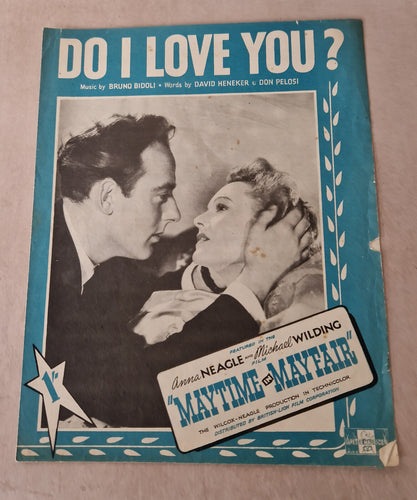 DO I LOVE YOU?
Music by BRUNO BIDOLI • Words by DAVID HENEKER & DON PELOSI
FEATURED IN THE
Anna NEAGLE AND Michael WILDING
FILM
"MAYTIME IN MAYFAIR"
THE WILCOX-NEAGLE PRODUCTION IN TECHNICOLOR
DISTRIBUTED BY BRITISH-LION FILM CORPORATION